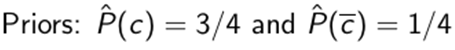 Priors: P̂(c) = 3/4 and P̂(c̅) = 1/4